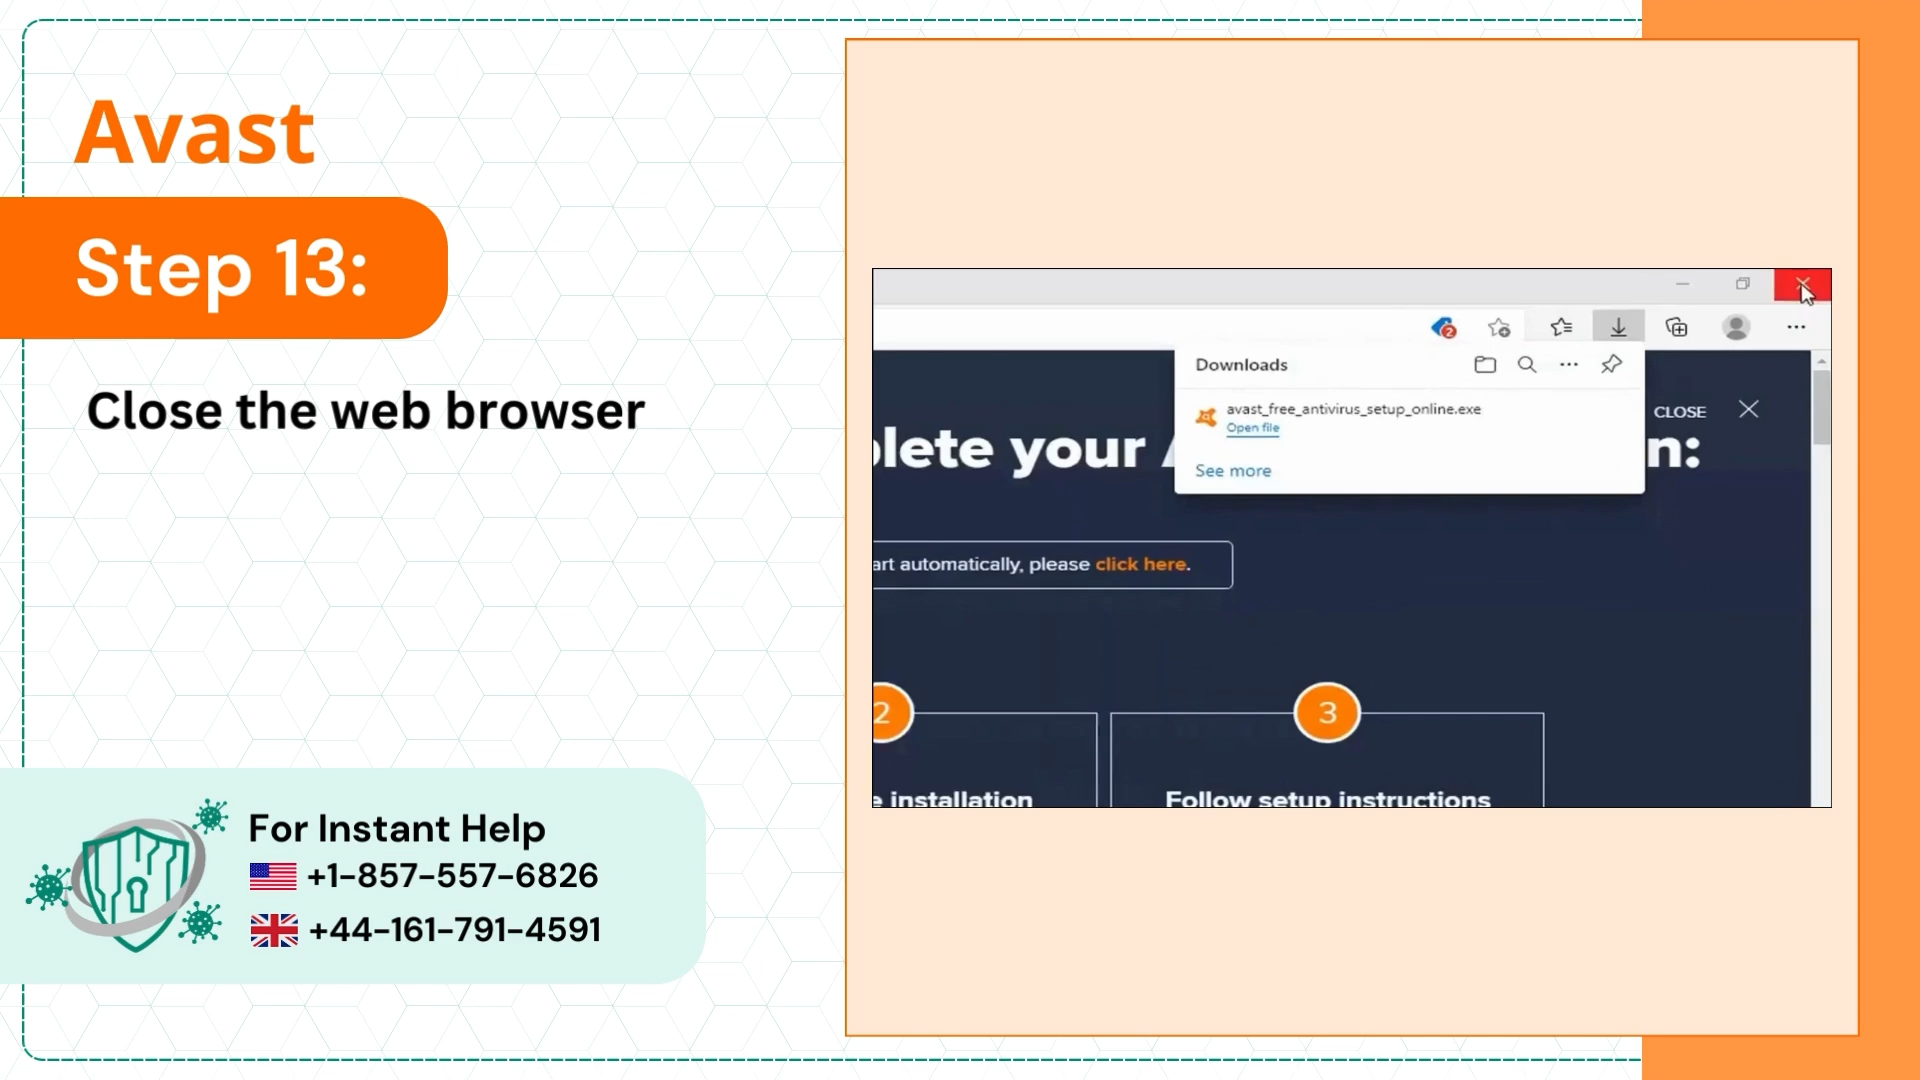 Avast
Step 13:
Close the web browser
For Instant Help
+1-857-557-6826
+44-161-791-4591
2
Downloads
avast_free_antivirus_setup_online.exe
Open file
See more
CLOSE
plete your A
n:
art automatically, please click here.
2
3
e installation
Follow setup instructions